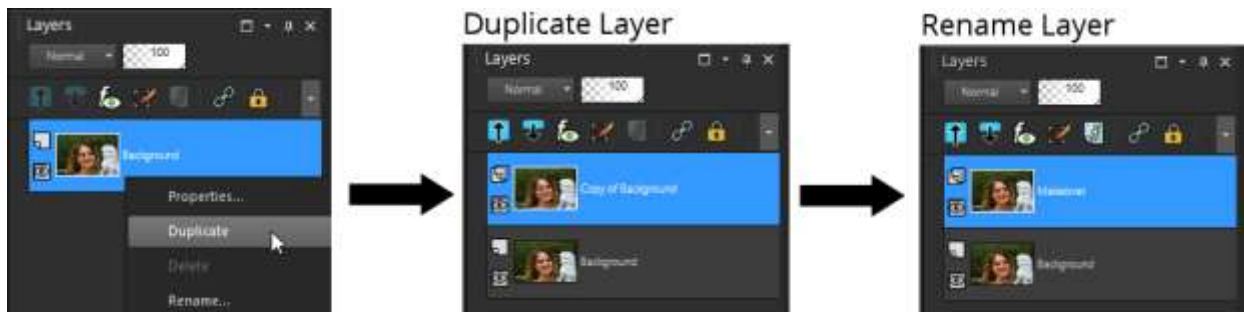 Layers
Normal 100
Background
Properties...
Duplicate
Delete
Rename...
Duplicate Layer
Layers
Normal 100
Copy of Background
Background
Rename Layer
Layers
Normal 100
Makeover
Background